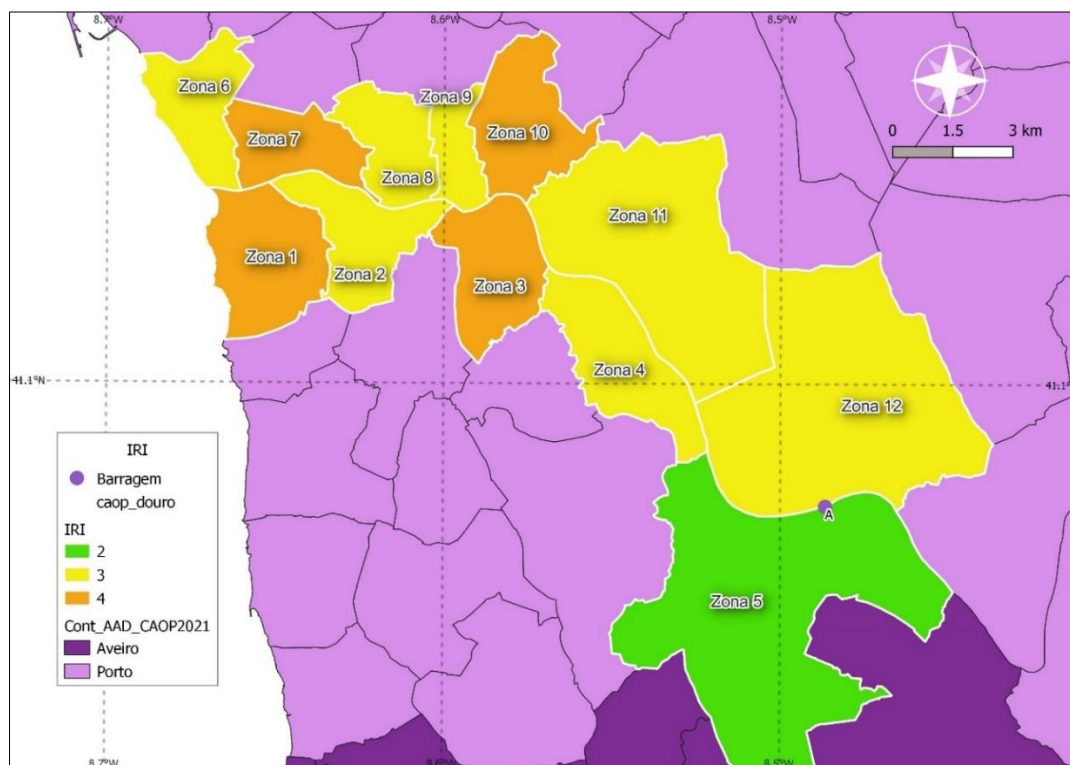 8.7°W
8.6°W
8.5°W
Zona 6
Zona 9
Zona 7
Zona 10
0 1.5 3 km
Zona 8
Zona 11
Zona 1
Zona 2
Zona 3
Zona 4
41.1°N
41.1°N
Zona 12
IRI
Barragem
caop_douro
IRI
2
3
4
Cont_AAD_CAOP2021
Aveiro
Porto
A
Zona 5
8.7°W
8.6°W
8.5°W